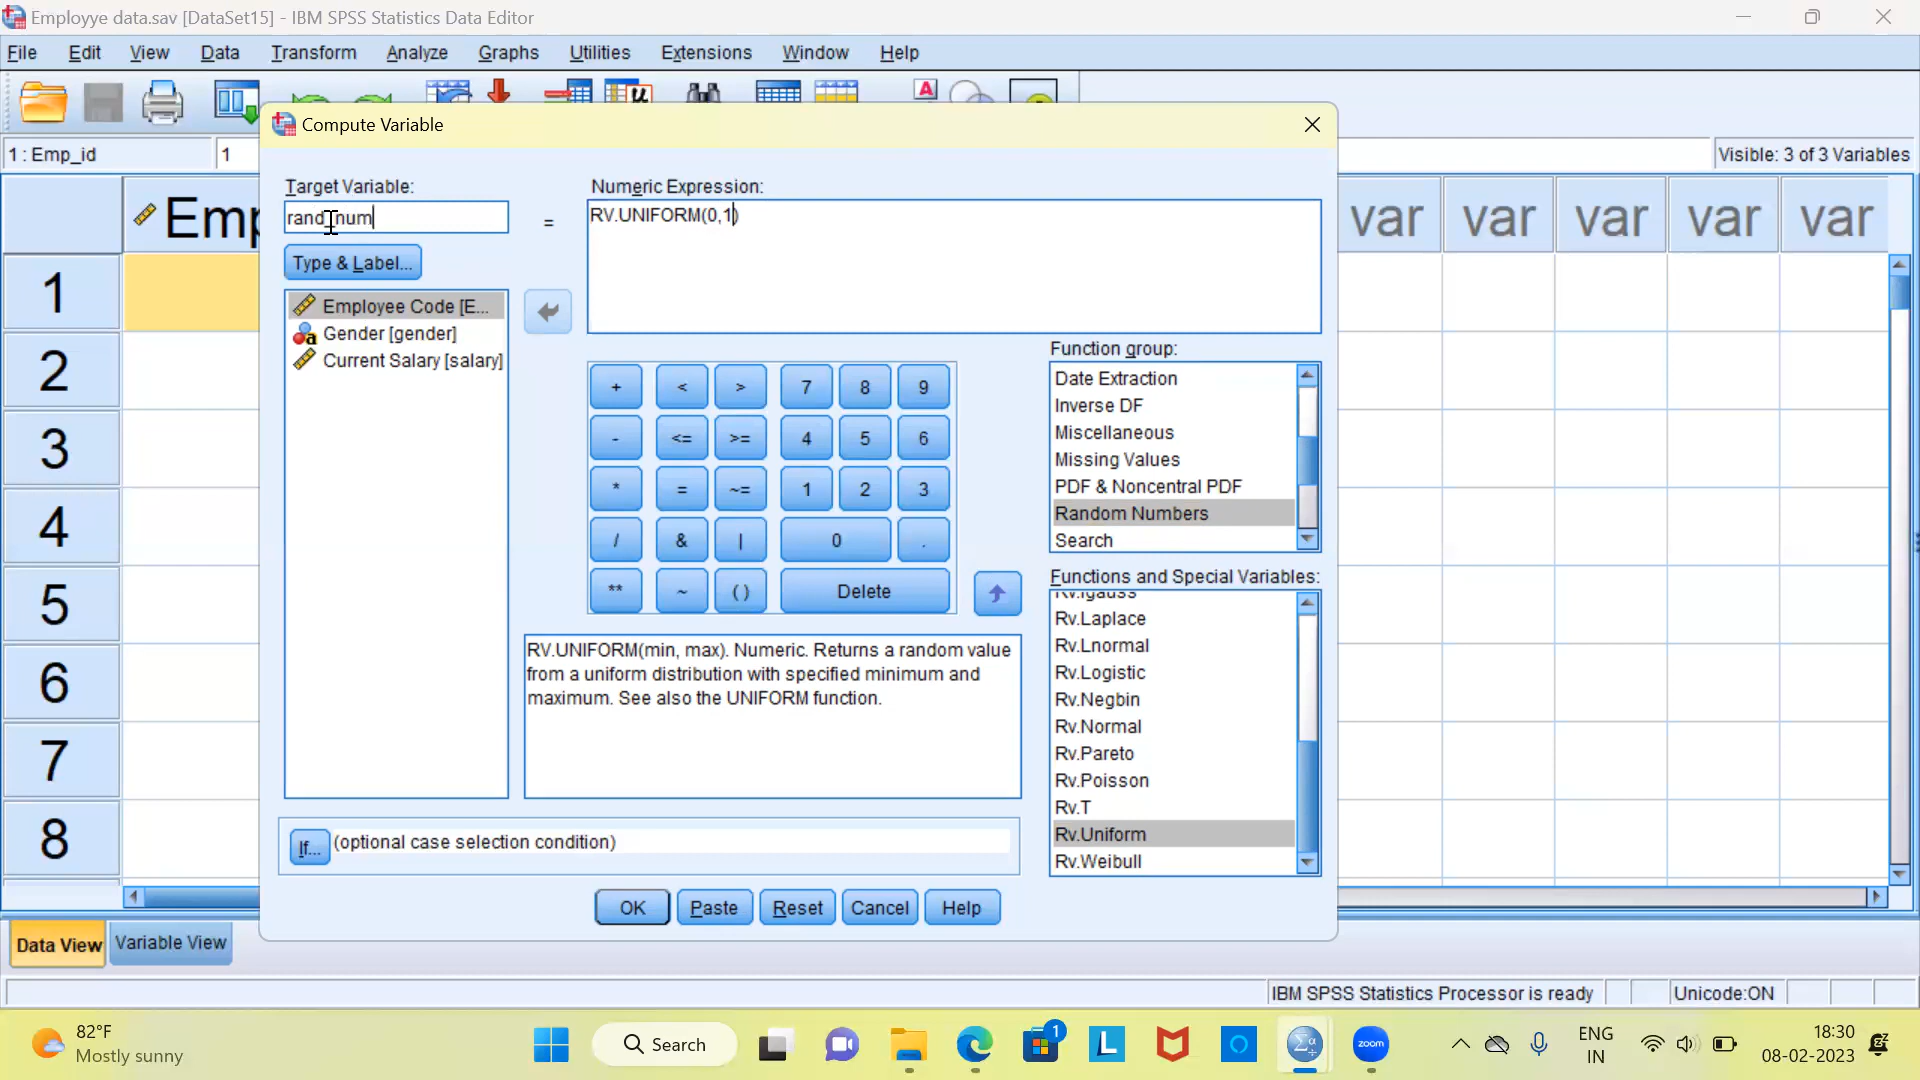 Employye data.sav [DataSet15] - IBM SPSS Statistics Data Editor
File Edit View Data Transform Analyze Graphs Utilities Extensions Window Help
1 : Emp_id 1 Visible: 3 of 3 Variables
Compute Variable
Target Variable:
Numeric Expression:
RV.UNIFORM(0,1)
=
Type & Label...
Employee Code [E...
Gender [gender]
Current Salary [salary]
+ < > 7 8 9
- <= >= 4 5 6
* = ~= 1 2 3
/ & | 0 .
** ~ ( ) Delete
Function group:
Date Extraction
Inverse DF
Miscellaneous
Missing Values
PDF & Noncentral PDF
Random Numbers
Search
Functions and Special Variables:
Rv.Igauss
Rv.Laplace
Rv.Lnormal
Rv.Logistic
Rv.Negbin
Rv.Normal
Rv.Pareto
Rv.Poisson
Rv.T
Rv.Uniform
Rv.Weibull
RV.UNIFORM(min, max). Numeric. Returns a random value
from a uniform distribution with specified minimum and
maximum. See also the UNIFORM function.
If... (optional case selection condition)
OK Paste Reset Cancel Help
var var var var var
1
2
3
4
5
6
7
8
Data View Variable View
IBM SPSS Statistics Processor is ready Unicode:ON
82°F
Mostly sunny
Search
1
L
zoom
ENG
IN
18:30
08-02-2023